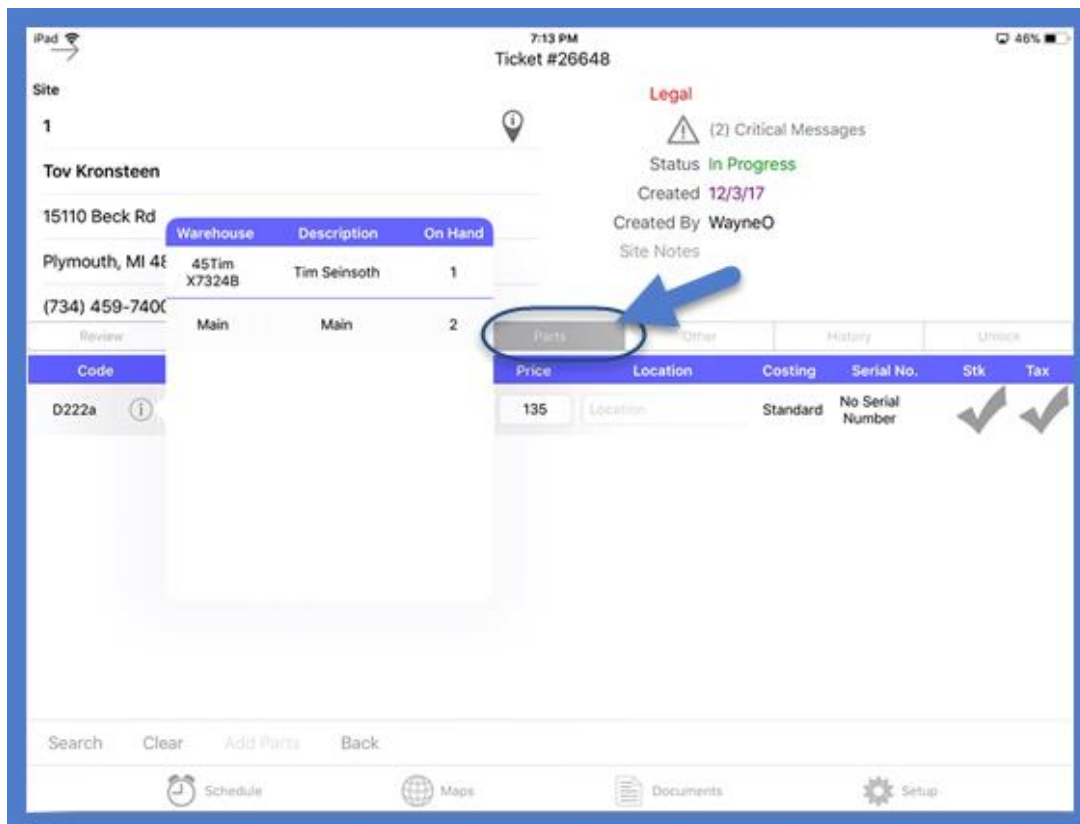 iPad 7:13 PM 46%
Ticket #26648
Site
Legal
1
(2) Critical Messages
Tov Kronsteen
Status In Progress
Created 12/3/17
15110 Beck Rd
Created By WayneO
Warehouse Description On Hand
Plymouth, MI 48
Site Notes
45Tim
X7324B
Tim Seinsoth 1
(734) 459-7400
Main Main 2
Review Parts Other History Unlock
Code Price Location Costing Serial No. Stk Tax
D222a 135 Location Standard No Serial
Number
Search Clear Add Parts Back
Schedule Maps Documents Setup